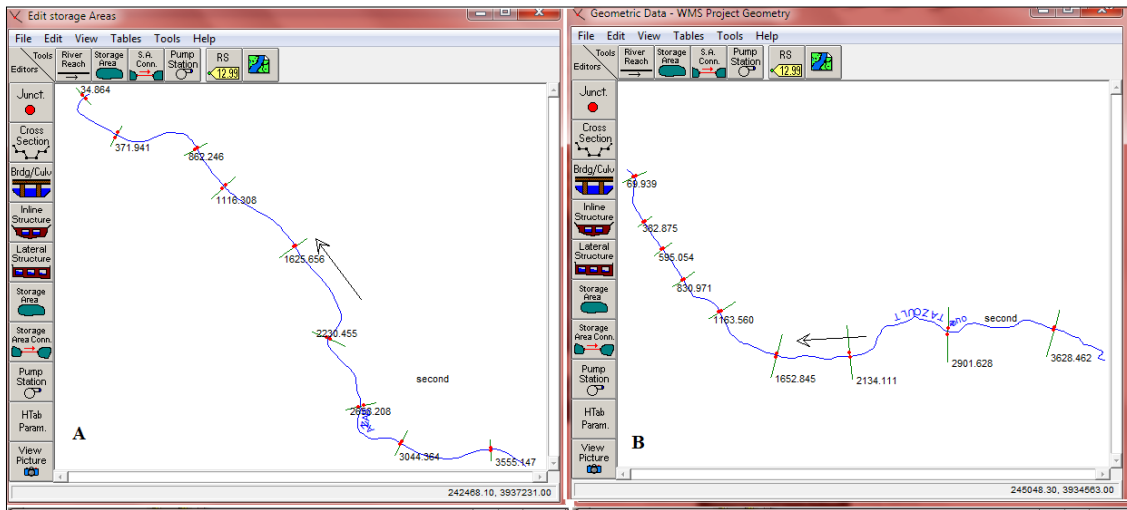 Edit storage Areas
File Edit View Tables Tools Help
Tools
Editors
River
Reach
Storage
Area
S.A.
Conn.
Pump
Station
RS
12.99
Junct.
Cross
Section
Brdg/Culv
Inline
Structure
Lateral
Structure
Storage
Area
Storage
Area Conn.
Pump
Station
HTab
Param.
View
Picture
34.864
371.941
862.246
1116.308
1625.656
2230.455
second
3044.364
3555.147
A
242468.10, 3937231.00
Geometric Data - WMS Project Geometry
File Edit View Tables Tools Help
Tools
Editors
River
Reach
Storage
Area
S.A.
Conn.
Pump
Station
RS
12.99
Junct.
Cross
Section
Brdg/Culv
Inline
Structure
Lateral
Structure
Storage
Area
Storage
Area Conn.
Pump
Station
HTab
Param.
View
Picture
69.939
362.875
595.054
830.971
1163.560
1652.845
2134.111
TAZOULT
second
2901.628
3628.462
B
245048.30, 3934563.00